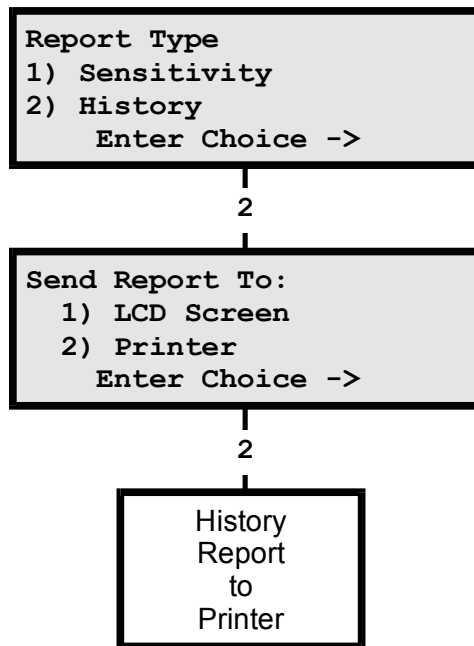 Report Type
1) Sensitivity
2) History
Enter Choice ->
2
Send Report To:
1) LCD Screen
2) Printer
Enter Choice ->
2
History
Report
to
Printer